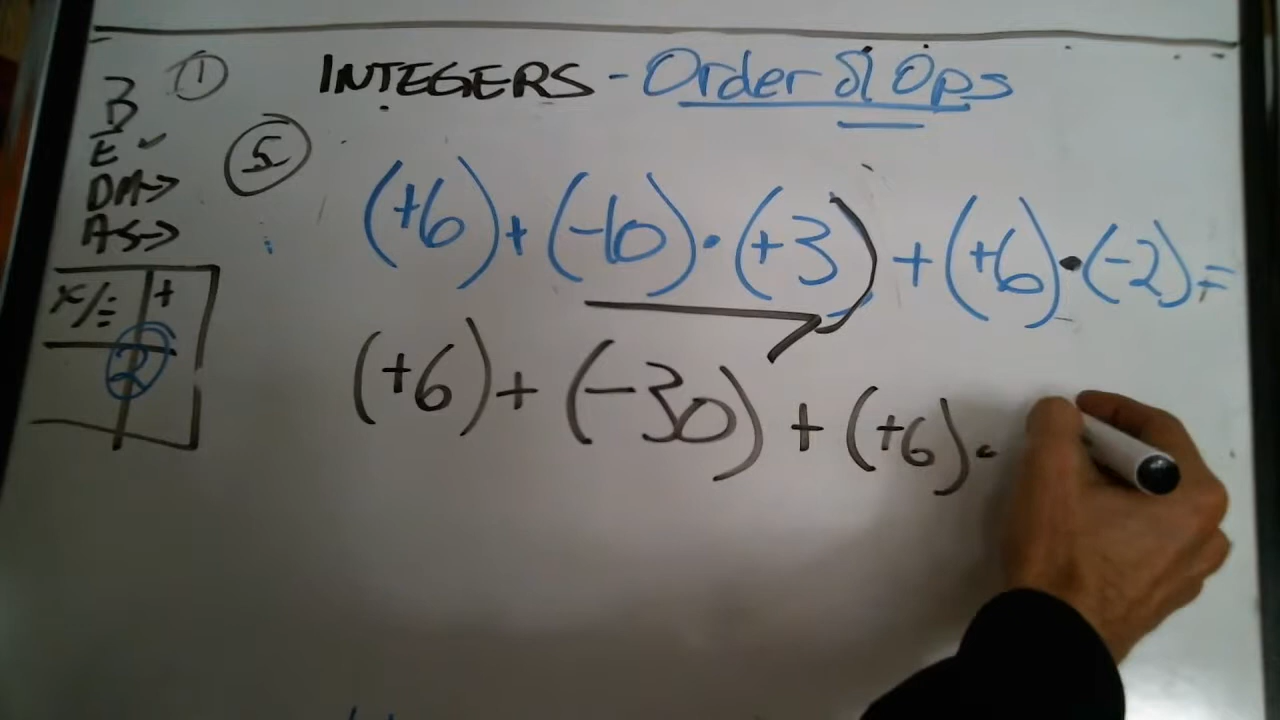 B ① INTEGERS - Order of Ops
E ✓ ⑤
DM→
AS→
(+6)+(-10)•(+3)+(+6)•(-2)=
x/÷ +
2
(+6)+(-30)+(+6)•